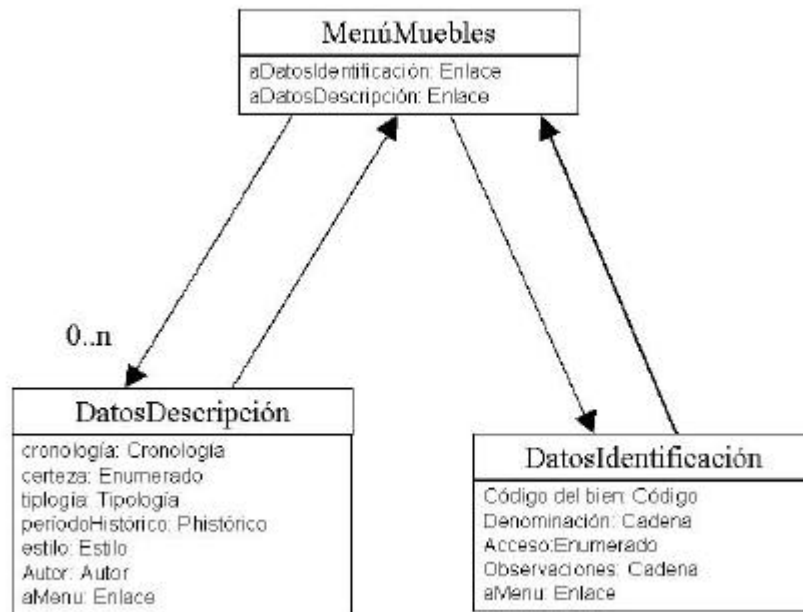 MenúMuebles
aDatosIdentificación: Enlace
aDatosDescripción: Enlace
0..n
DatosDescripción
cronología: Cronología
certeza: Enumerado
tiplogía: Tipología
períodoHistórico: Phistórico
estilo: Estilo
Autor: Autor
aMenu: Enlace
DatosIdentificación
Código del bien: Código
Denominación: Cadena
Acceso:Enumerado
Observaciones: Cadena
aMenu: Enlace